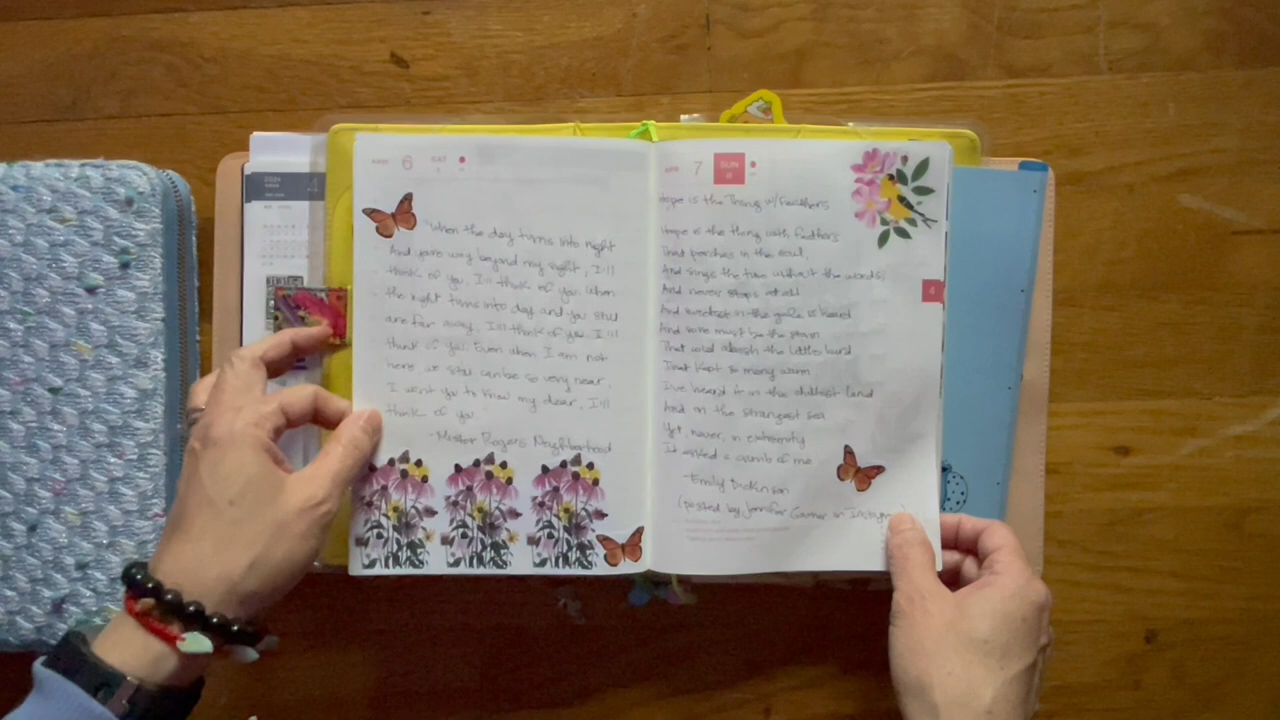 6 SAT
"When the day turns into night
And you're way beyond my sight, I'll
think of you, I'll think of you. When
the night turns into day and you still
are far away, I'll think of you. I'll
think of you. Even when I am not
here, we still can be so very near,
I want you to know my dear, I'll
think of you.
-Mister Rogers Neighborhood
7 SUN
Hope is the Thing w/ Feathers
Hope is the thing with feathers
That perches in the soul,
And sings the tune without the words
And never stops at all
And sweetest in the gale is heard
And sore must be the storm
That could abash the little bird
That kept so many warm
I've heard it in the chillest land
And on the strangest sea
Yet, never, in extremity
It asked a crumb of me
-Emily Dickinson
(posted by Jennifer Garner on Instagram)
4
2024
4